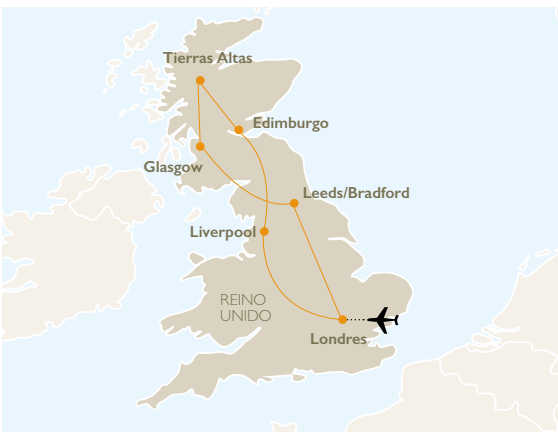 Tierras Altas
Edimburgo
Glasgow
Leeds/Bradford
Liverpool
REINO
UNIDO
Londres